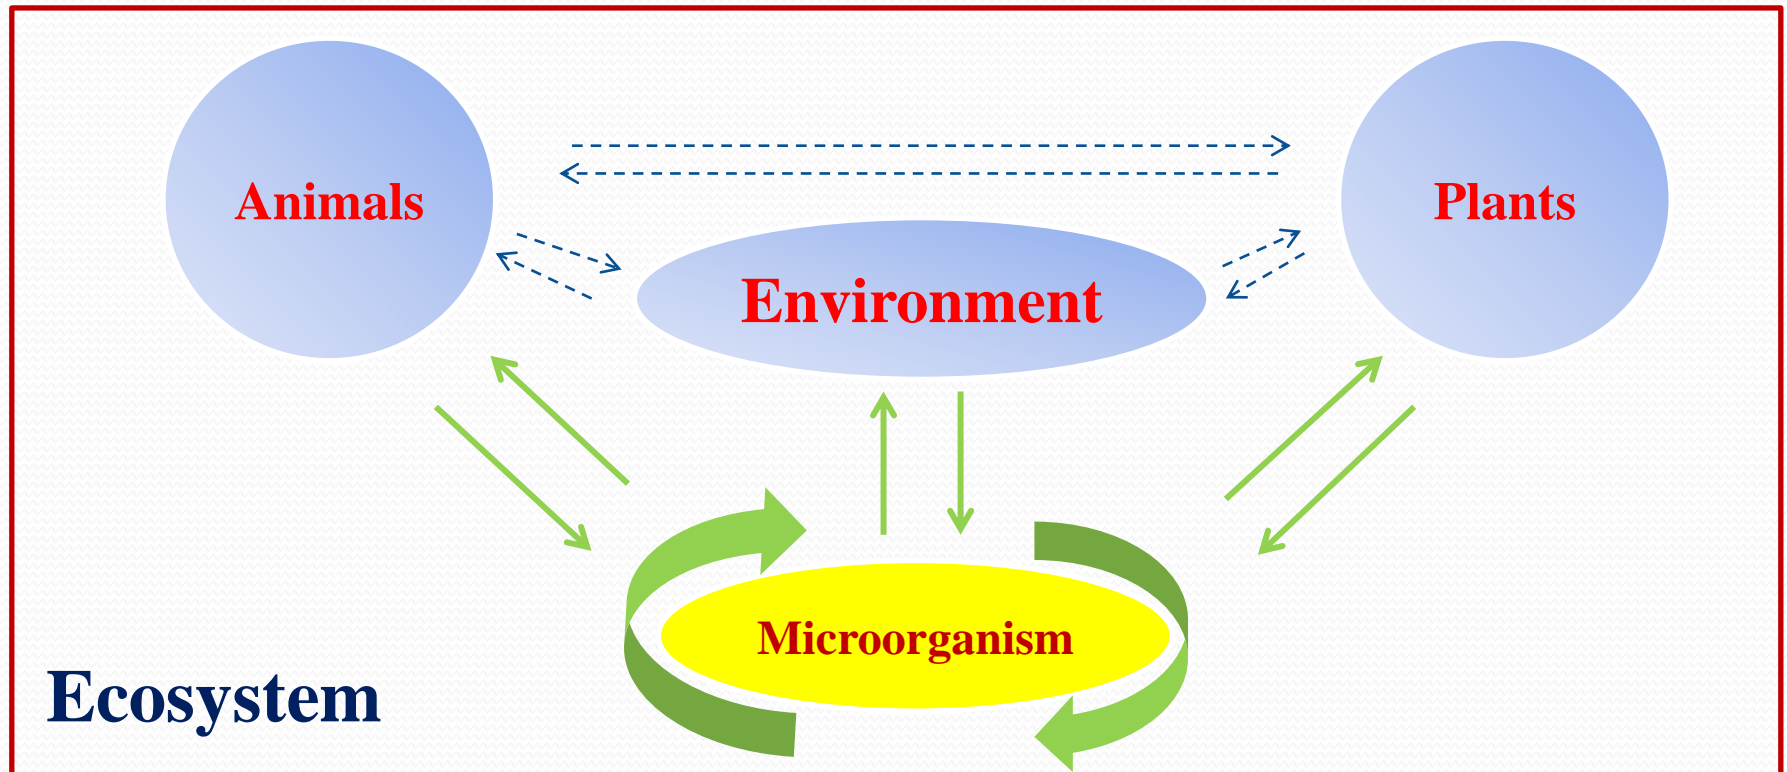 Animals
Plants
Environment
Microorganism
Ecosystem